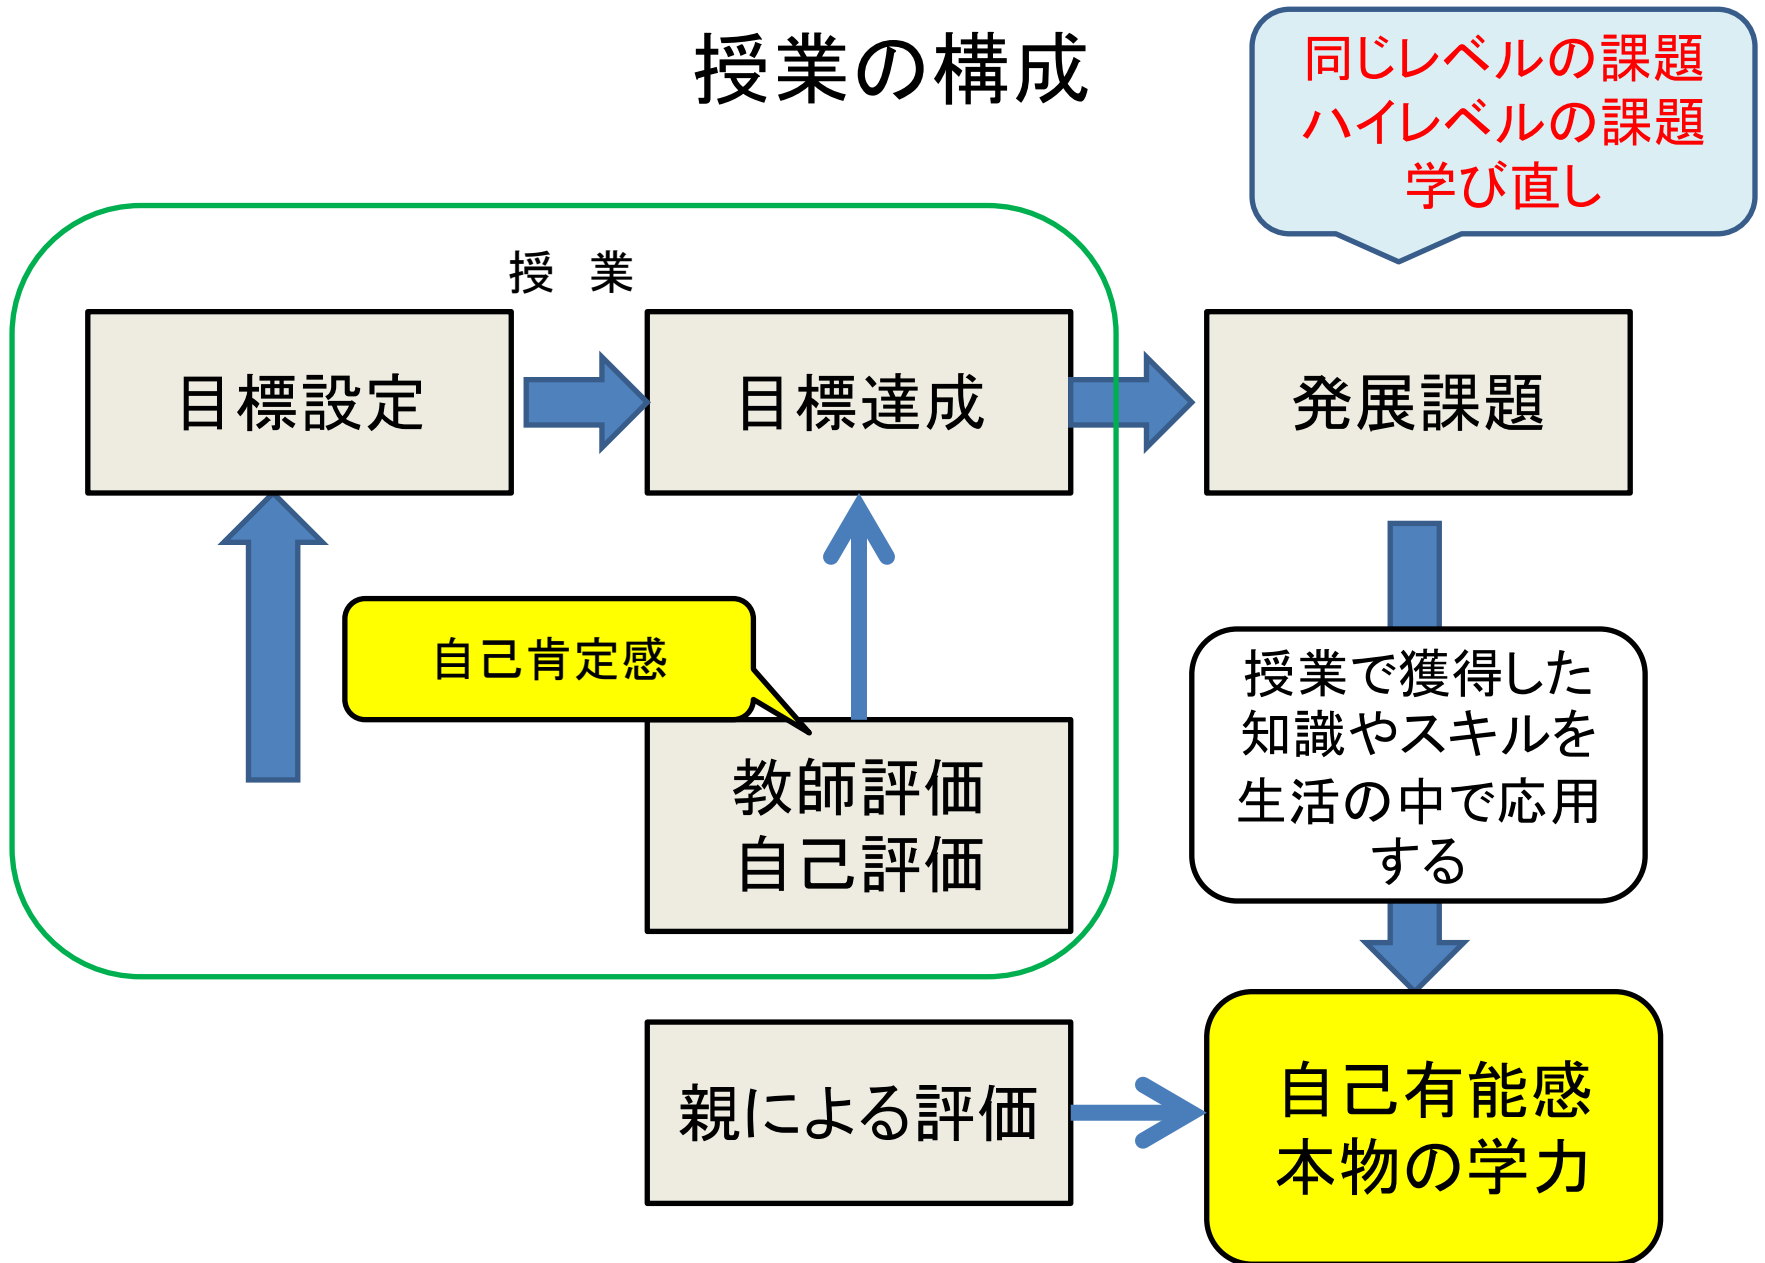 授業の構成
同じレベルの課題
ハイレベルの課題
学び直し
授　業
目標設定
目標達成
発展課題
自己肯定感
教師評価
自己評価
授業で獲得した
知識やスキルを
生活の中で応用
する
親による評価
自己有能感
本物の学力